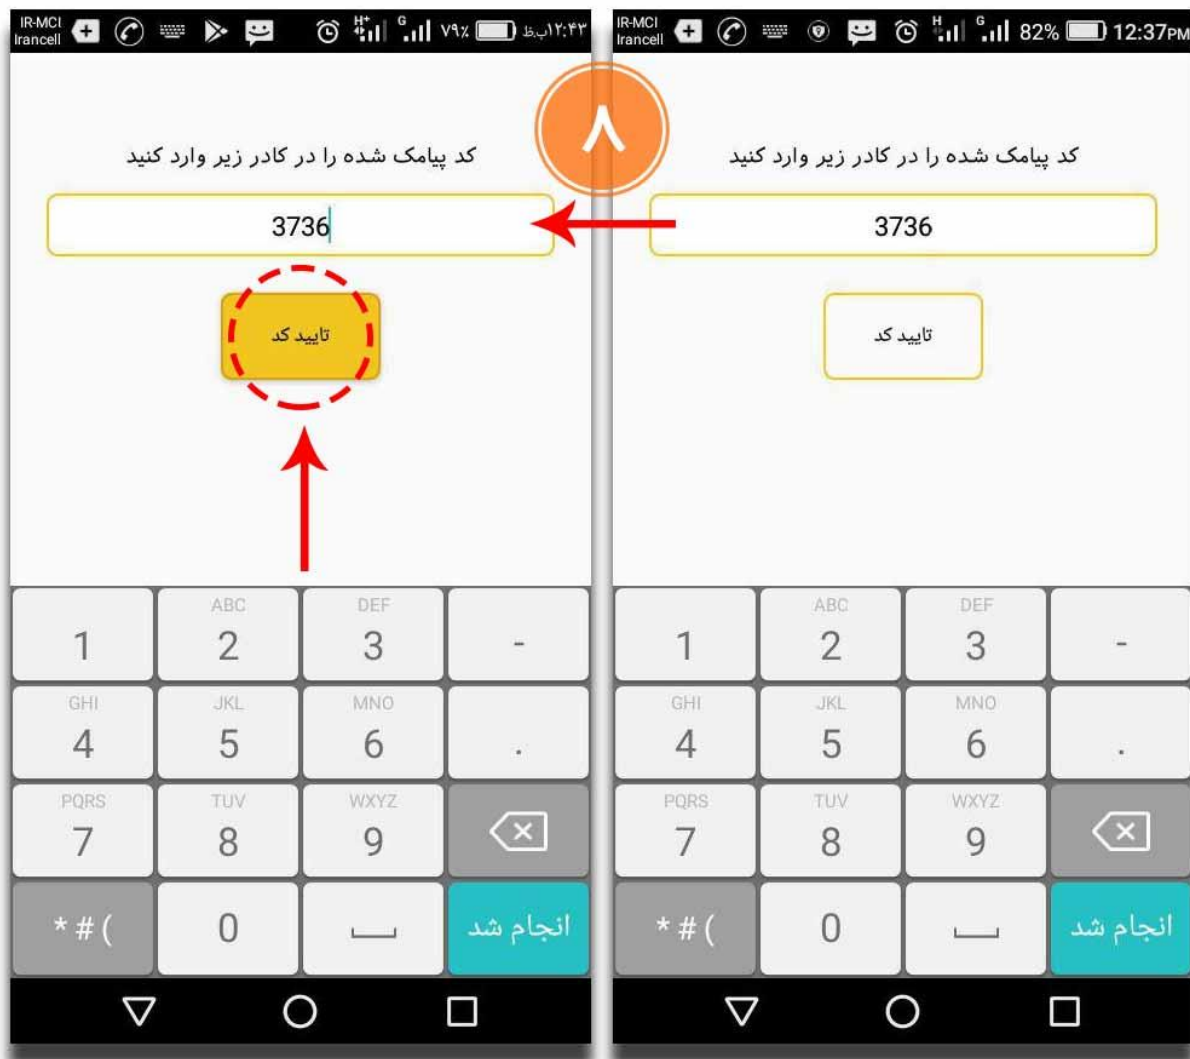 IR-MCI
Irancell
H+
G
۷۹٪
۱۲:۴۳ب.ظ
کد پیامک شده را در کادر زیر وارد کنید
3736
تایید کد
1
ABC
2
DEF
3
-
GHI
4
JKL
5
MNO
6
.
PQRS
7
TUV
8
WXYZ
9
* # (
0
انجام شد
۸
IR-MCI
Irancell
H
G
82%
12:37PM
کد پیامک شده را در کادر زیر وارد کنید
3736
تایید کد
1
ABC
2
DEF
3
-
GHI
4
JKL
5
MNO
6
.
PQRS
7
TUV
8
WXYZ
9
* # (
0
انجام شد